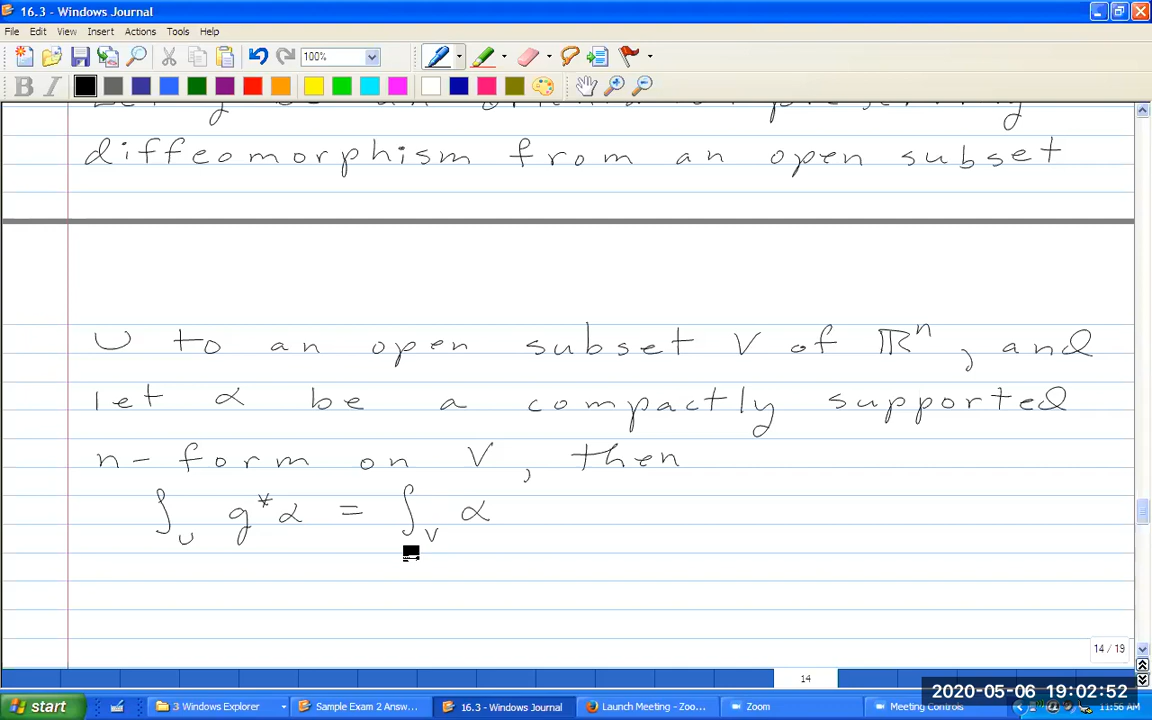 16.3 - Windows Journal
File Edit View Insert Actions Tools Help
100%
B I
diffeomorphism from an open subset
U to an open subset V of ℝⁿ, and
let α be a compactly supported
n-form on V, then
∫_U g*α = ∫_V α
14 / 19
14
2020-05-06 19:02:52
start 3 Windows Explorer Sample Exam 2 Answ... 16.3 - Windows Journal Launch Meeting - Zoo... Zoom Meeting Controls 11:56 AM